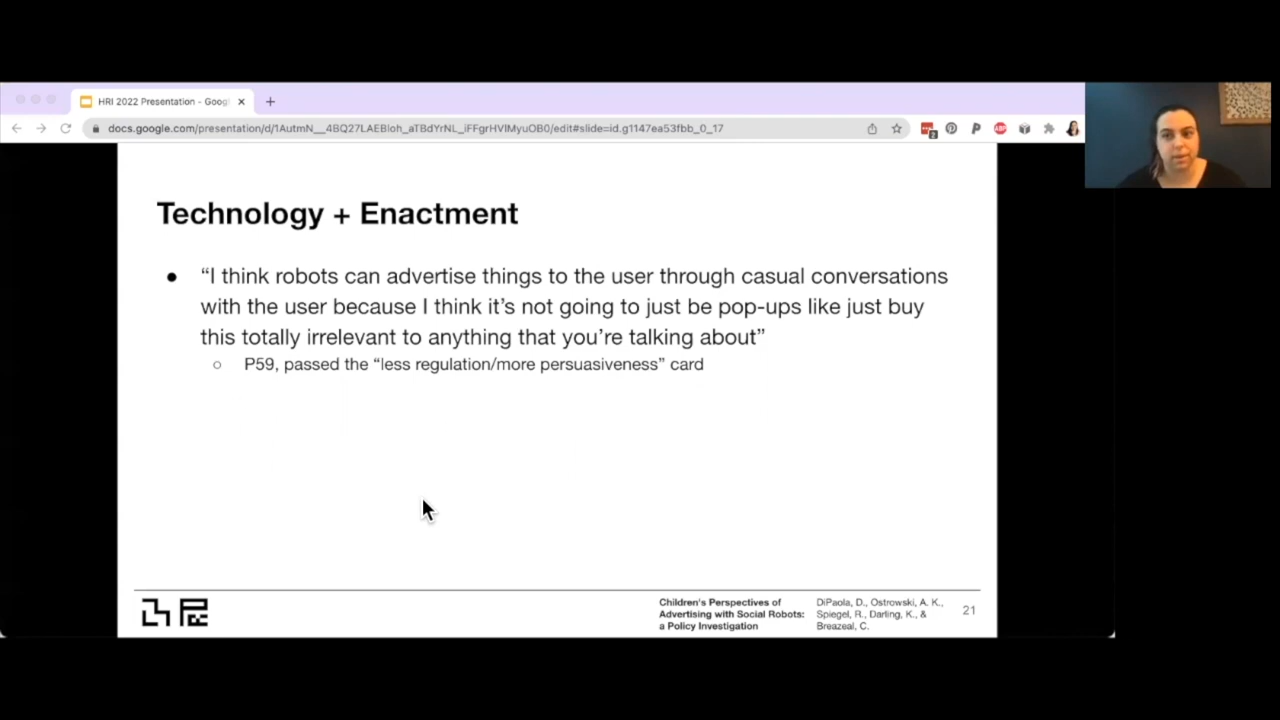 HRI 2022 Presentation - Goog
docs.google.com/presentation/d/1AutmN__4BQ27LAEBloh_aTBdYrNL_iFFgrHVlMyuOB0/edit#slide=id.g1147ea53fbb_0_17
Technology + Enactment
● “I think robots can advertise things to the user through casual conversations
with the user because I think it’s not going to just be pop-ups like just buy
this totally irrelevant to anything that you’re talking about”
○ P59, passed the “less regulation/more persuasiveness” card
Children's Perspectives of
Advertising with Social Robots:
a Policy Investigation
DiPaola, D., Ostrowski, A. K.,
Spiegel, R., Darling, K., &
Breazeal, C.
21